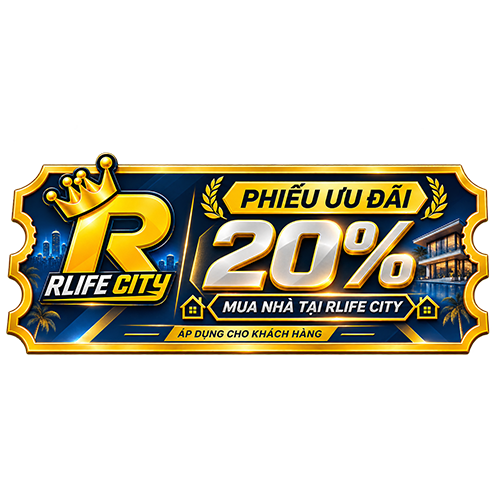 RLIFE CITY
PHIẾU ƯU ĐÃI
20%
MUA NHÀ TẠI RLIFE CITY
ÁP DỤNG CHO KHÁCH HÀNG